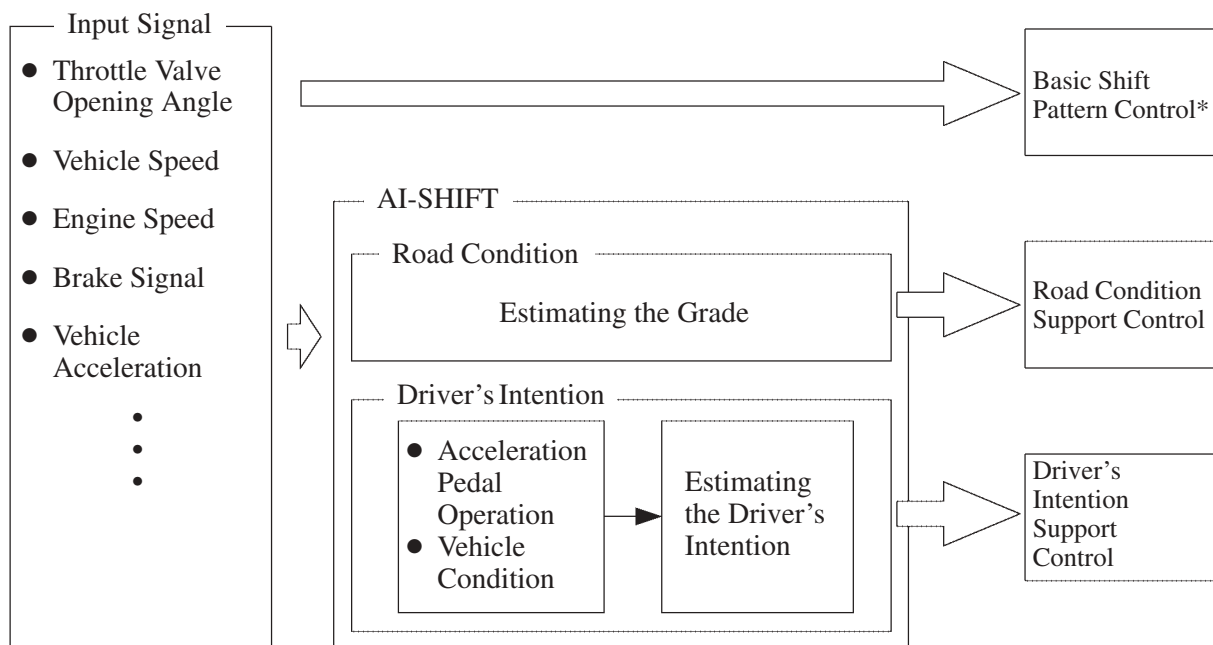 Input Signal
● Throttle Valve
Opening Angle
● Vehicle Speed
● Engine Speed
● Brake Signal
● Vehicle
Acceleration
•
•
•
Basic Shift
Pattern Control*
AI-SHIFT
Road Condition
Estimating the Grade
Road Condition
Support Control
Driver's Intention
● Acceleration
Pedal
Operation
● Vehicle
Condition
Estimating
the Driver's
Intention
Driver's
Intention
Support
Control